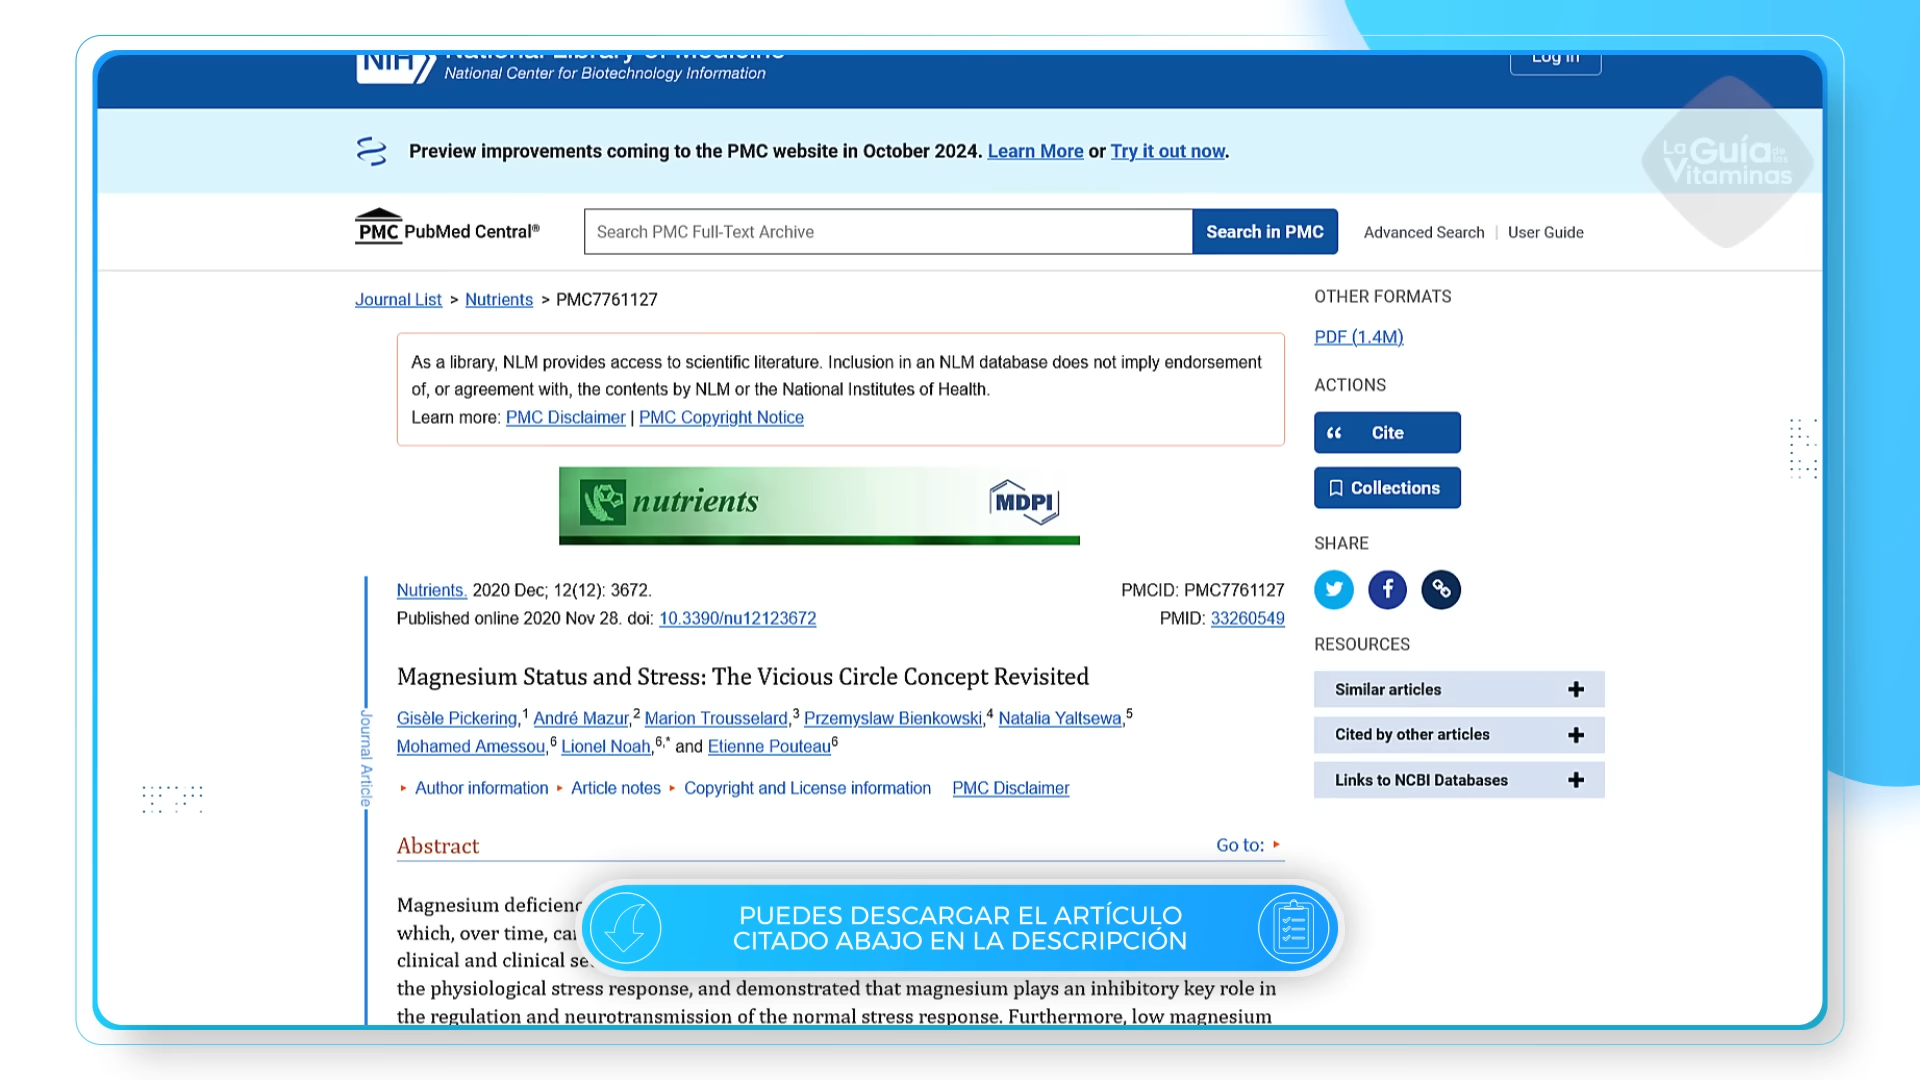 NIH National Library of Medicine
National Center for Biotechnology Information
Log in
Preview improvements coming to the PMC website in October 2024. Learn More or Try it out now.
La Guía de las Vitaminas
PMC PubMed Central®
Search PMC Full-Text Archive
Search in PMC
Advanced Search | User Guide
Journal List > Nutrients > PMC7761127
As a library, NLM provides access to scientific literature. Inclusion in an NLM database does not imply endorsement
of, or agreement with, the contents by NLM or the National Institutes of Health.
Learn more: PMC Disclaimer | PMC Copyright Notice
nutrients
MDPI
Nutrients. 2020 Dec; 12(12): 3672.
Published online 2020 Nov 28. doi: 10.3390/nu12123672
PMCID: PMC7761127
PMID: 33260549
Journal Article
Magnesium Status and Stress: The Vicious Circle Concept Revisited
Gisèle Pickering,1 André Mazur,2 Marion Trousselard,3 Przemyslaw Bienkowski,4 Natalia Yaltsewa,5
Mohamed Amessou,6 Lionel Noah,6,* and Etienne Pouteau6
Author information Article notes Copyright and License information PMC Disclaimer
Abstract
Go to:
Magnesium
which, over time,
clinical and clinical
the physiological stress response, and demonstrated that magnesium plays an inhibitory key role in
the regulation and neurotransmission of the normal stress response. Furthermore, low magnesium
PUEDES DESCARGAR EL ARTÍCULO
CITADO ABAJO EN LA DESCRIPCIÓN
OTHER FORMATS
PDF (1.4M)
ACTIONS
Cite
Collections
SHARE
RESOURCES
Similar articles
Cited by other articles
Links to NCBI Databases